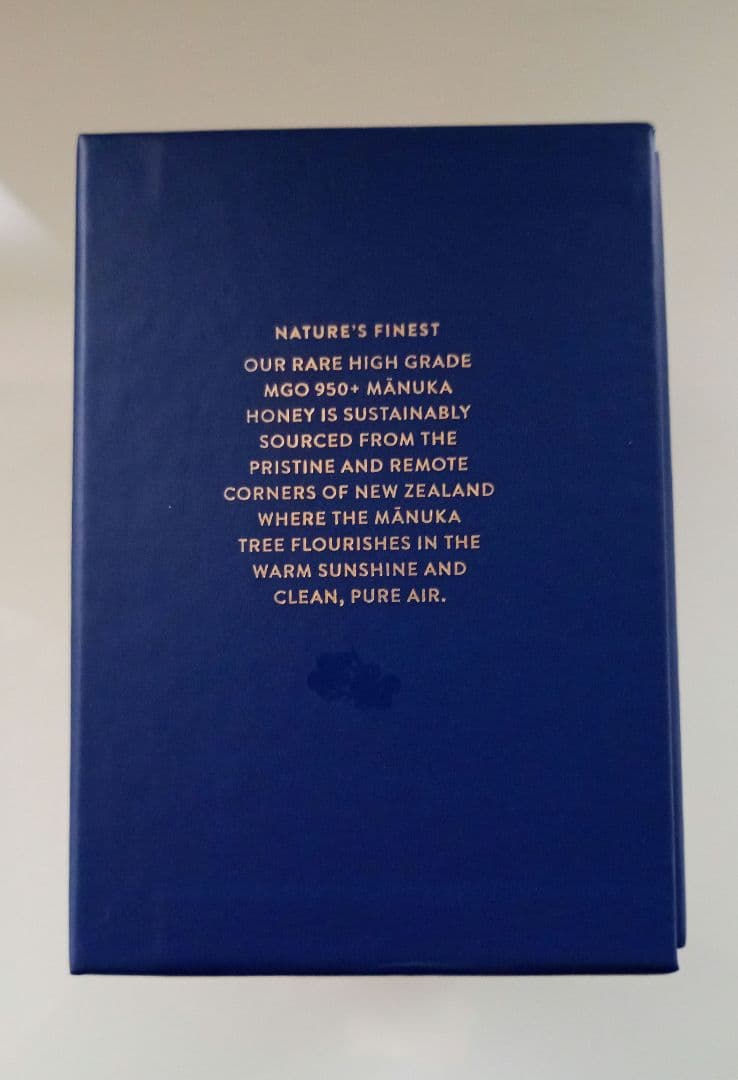 NATURE'S FINEST
OUR RARE HIGH GRADE
MGO 950+ MĀNUKA
HONEY IS SUSTAINABLY
SOURCED FROM THE
PRISTINE AND REMOTE
CORNERS OF NEW ZEALAND
WHERE THE MĀNUKA
TREE FLOURISHES IN THE
WARM SUNSHINE AND
CLEAN, PURE AIR.